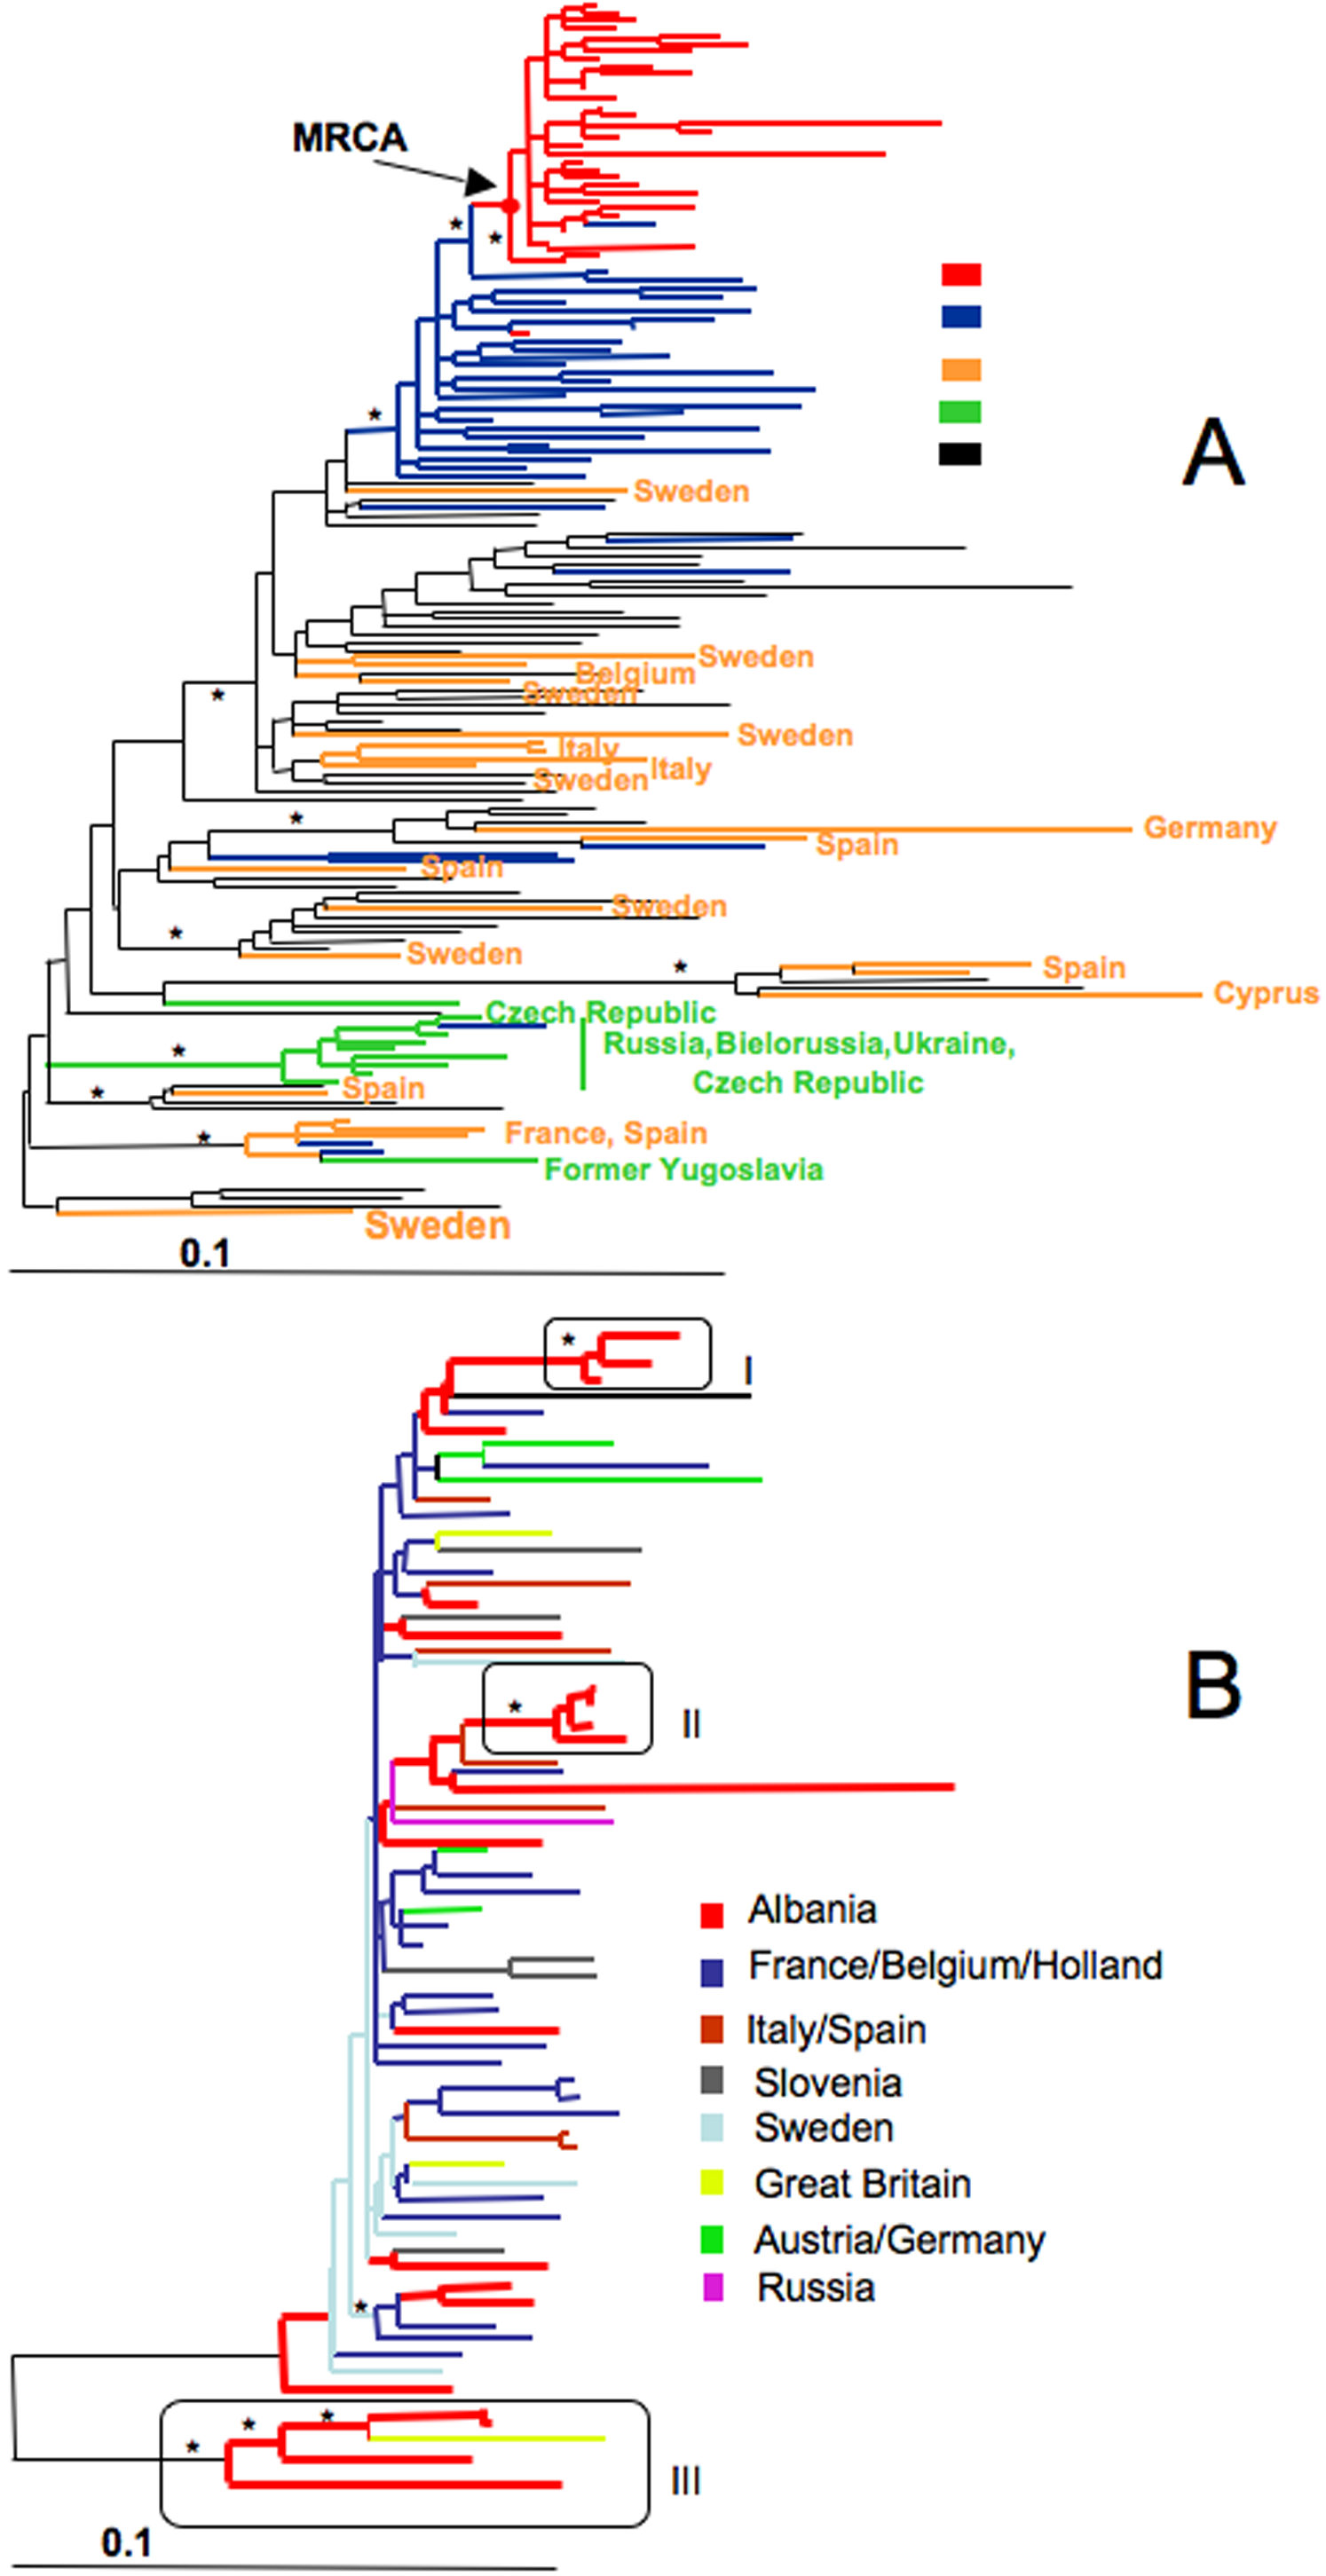 MRCA
*
*
*
A
Sweden
Sweden
Belgium
Sweden
*
Sweden
Italy
Italy
Sweden
*
Germany
Spain
Spain
Sweden
*
Sweden
*
Spain
Cyprus
Czech Republic
Russia,Bielorussia,Ukraine,
Czech Republic
*
*
Spain
*
France, Spain
Former Yugoslavia
Sweden
0.1
*
I
B
*
II
Albania
France/Belgium/Holland
Italy/Spain
Slovenia
Sweden
Great Britain
Austria/Germany
Russia
*
*
*
*
III
0.1